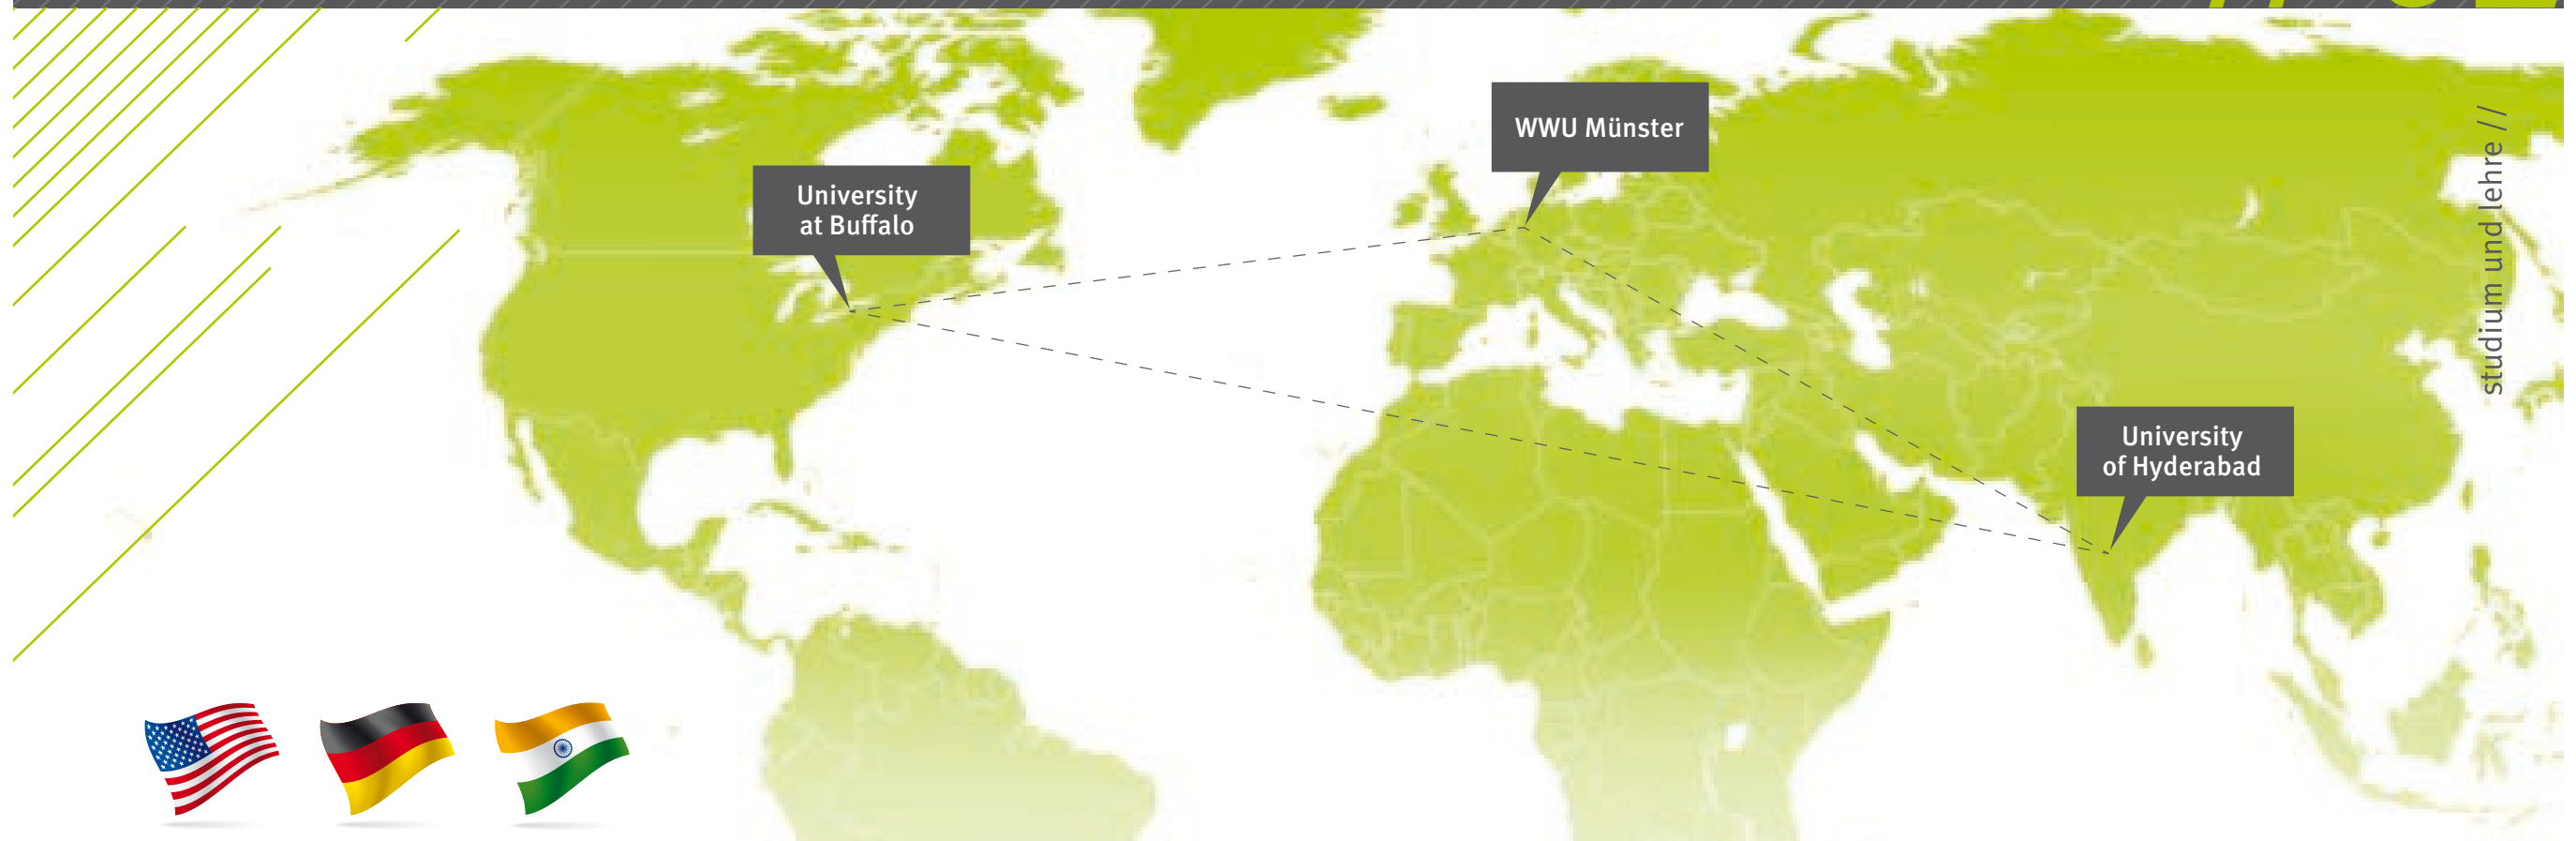 WWU Münster
University
at Buffalo
University
of Hyderabad
studium und lehre //